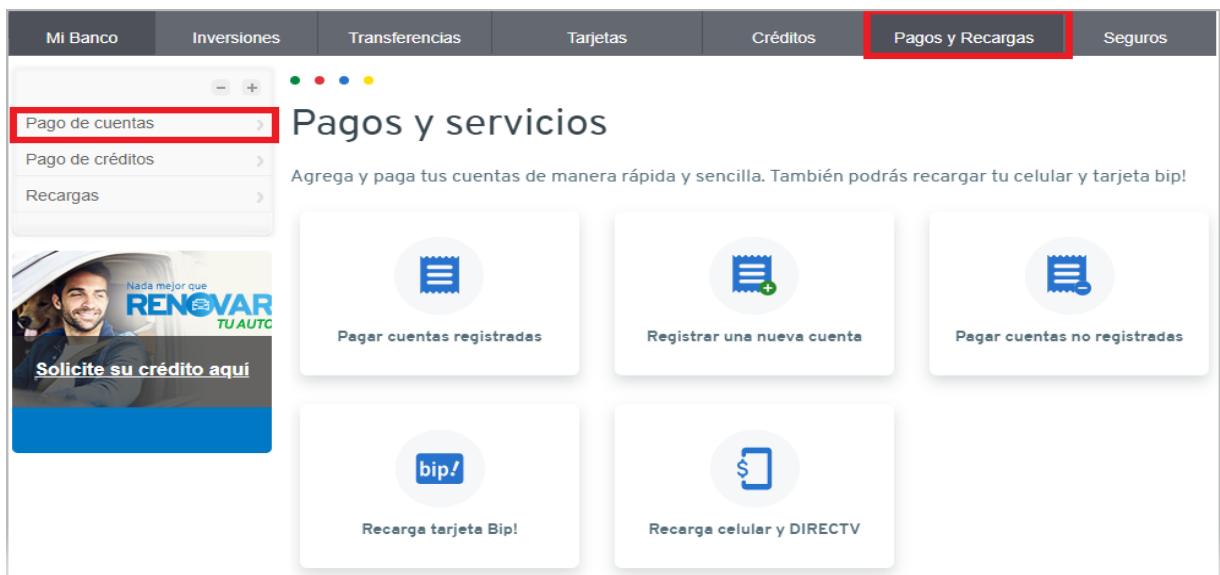 Mi Banco Inversiones Transferencias Tarjetas Créditos Pagos y Recargas Seguros
Pago de cuentas
Pago de créditos
Recargas
Nada mejor que
RENOVAR
TU AUTO
Solicite su crédito aquí
Pagos y servicios
Agrega y paga tus cuentas de manera rápida y sencilla. También podrás recargar tu celular y tarjeta bip!
Pagar cuentas registradas
Registrar una nueva cuenta
Pagar cuentas no registradas
bip!
Recarga tarjeta Bip!
$
Recarga celular y DIRECTV